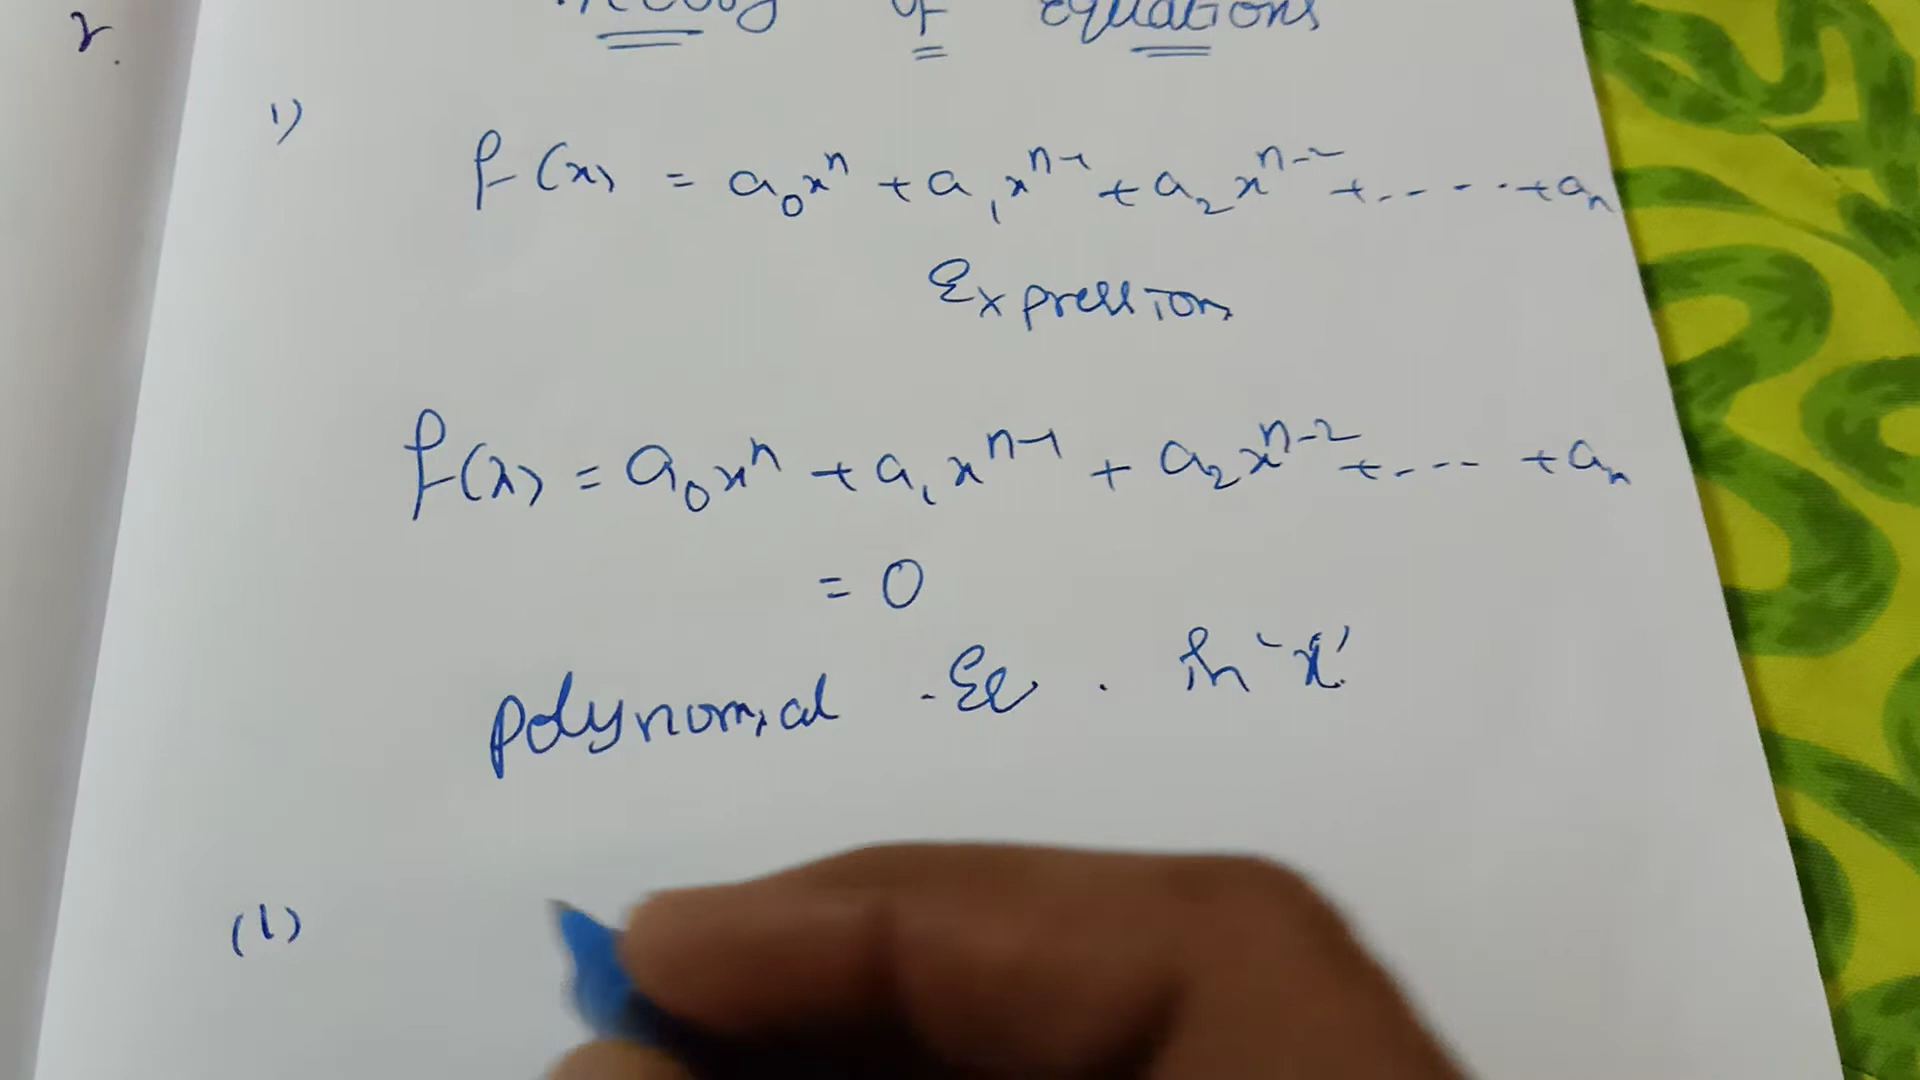 Theory of equations
1)
f(x) = a₀xⁿ + a₁xⁿ⁻¹ + a₂xⁿ⁻² + - - - - + aₙ
Expression
f(x) = a₀xⁿ + a₁xⁿ⁻¹ + a₂xⁿ⁻² + - - - + aₙ
= 0
polynomial - Eq . in 'x'
(1)